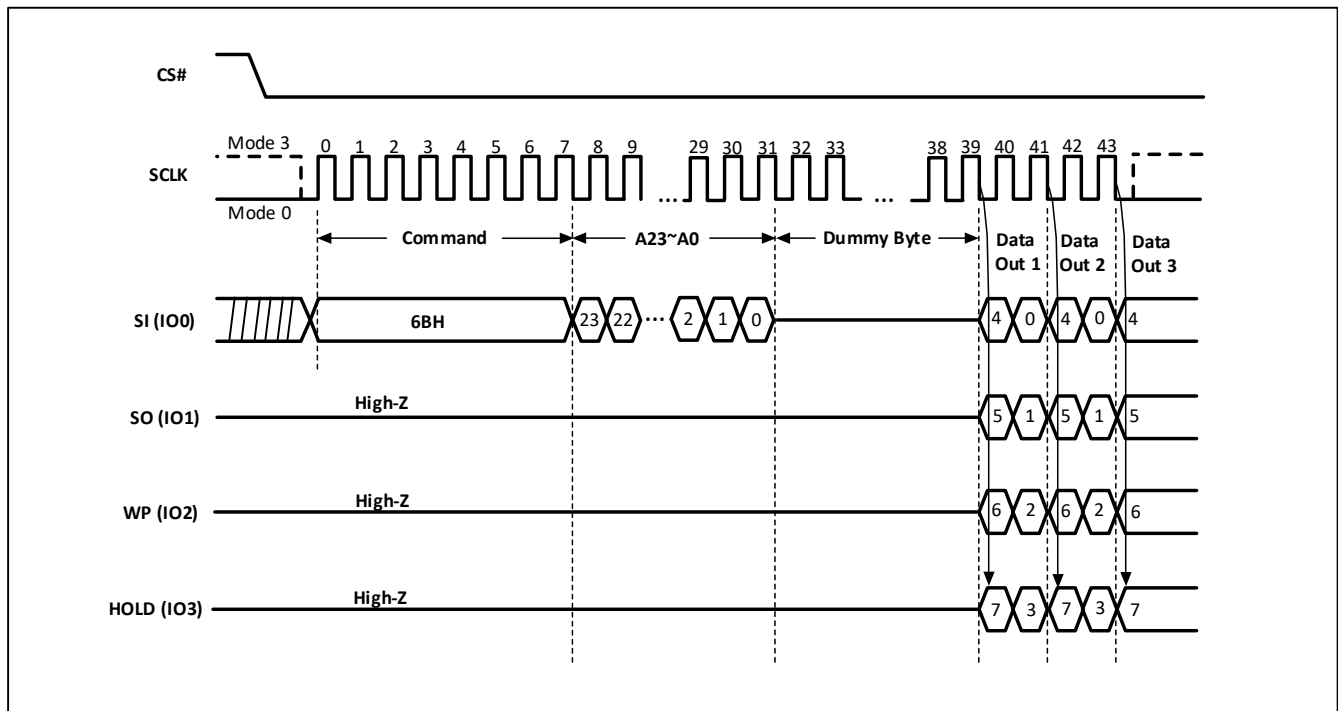 CS#
Mode 3
0 1 2 3 4 5 6 7 8 9 29 30 31 32 33 38 39 40 41 42 43
SCLK
... ...
Mode 0
Command A23~A0 Dummy Byte Data Out 1 Data Out 2 Data Out 3
SI (IO0) 6BH 23 22 ... 2 1 0 4 0 4 0 4
High-Z
SO (IO1) 5 1 5 1 5
High-Z
WP (IO2) 6 2 6 2 6
High-Z
HOLD (IO3) 7 3 7 3 7